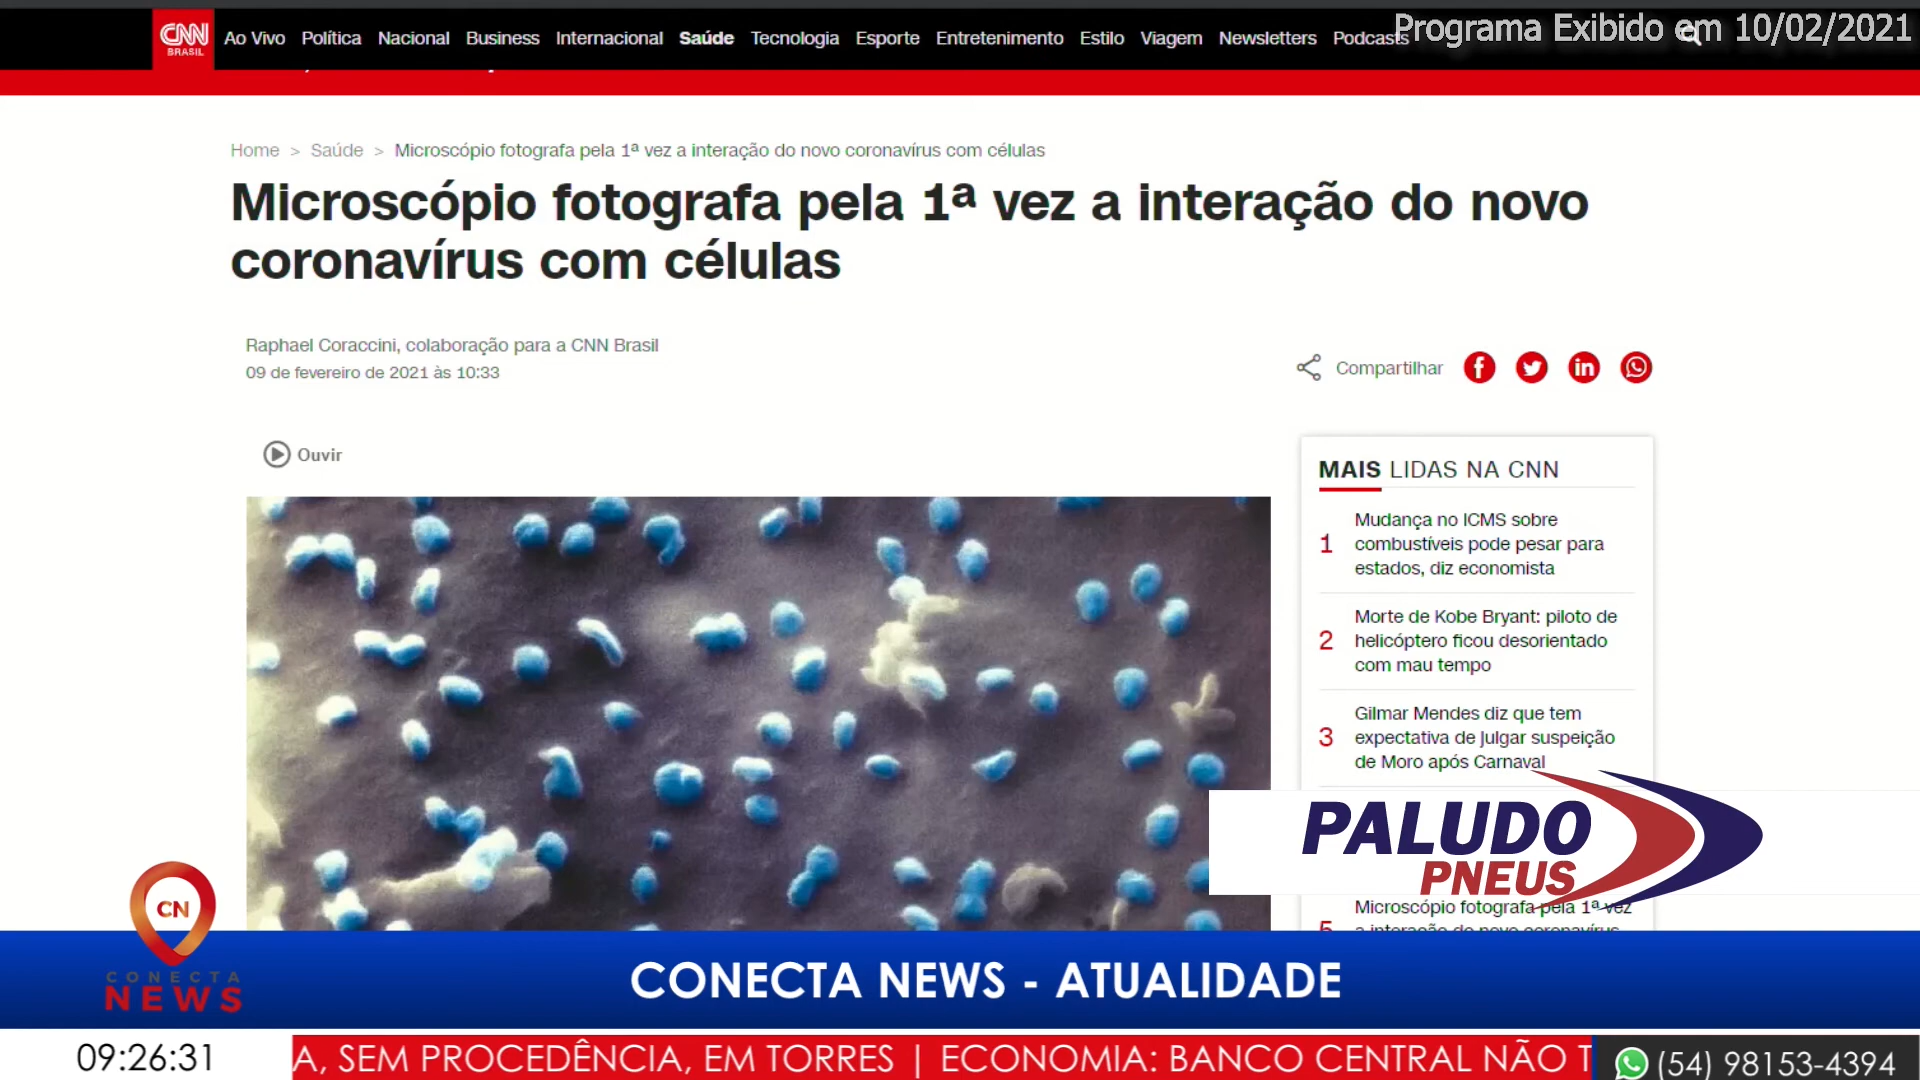 CNN BRASIL
Ao Vivo Política Nacional Business Internacional Saúde Tecnologia Esporte Entretenimento Estilo Viagem Newsletters Podcasts
Programa Exibido em 10/02/2021
Home > Saúde > Microscópio fotografa pela 1ª vez a interação do novo coronavírus com células
Microscópio fotografa pela 1ª vez a interação do novo
coronavírus com células
Raphael Coraccini, colaboração para a CNN Brasil
09 de fevereiro de 2021 às 10:33
Compartilhar
Ouvir
MAIS LIDAS NA CNN
1
Mudança no ICMS sobre
combustíveis pode pesar para
estados, diz economista
2
Morte de Kobe Bryant: piloto de
helicóptero ficou desorientado
com mau tempo
3
Gilmar Mendes diz que tem
expectativa de julgar suspeição
de Moro após Carnaval
PALUDO
PNEUS
5
Microscópio fotografa pela 1ª vez
a interação do novo coronavírus
CN
CONECTA
NEWS
CONECTA NEWS - ATUALIDADE
09:26:31
A, SEM PROCEDÊNCIA, EM TORRES | ECONOMIA: BANCO CENTRAL NÃO T
(54) 98153-4394